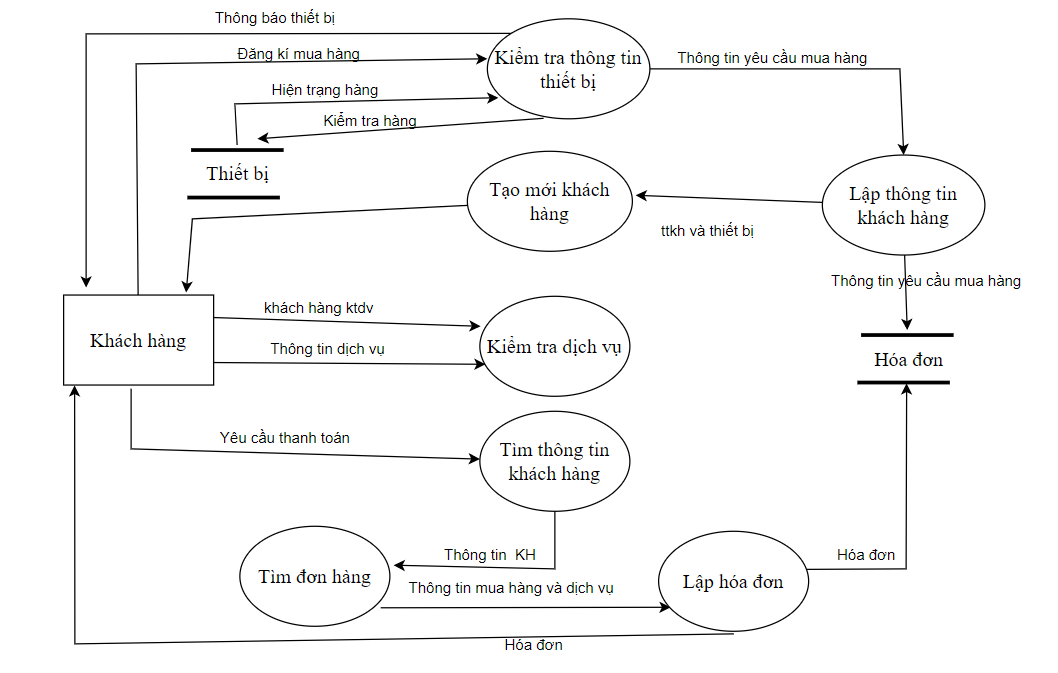 Thông báo thiết bị
Đăng kí mua hàng
Kiểm tra thông tin
thiết bị
Thông tin yêu cầu mua hàng
Hiện trạng hàng
Kiểm tra hàng
Thiết bị
Tạo mới khách
hàng
Lập thông tin
khách hàng
ttkh và thiết bị
Thông tin yêu cầu mua hàng
khách hàng ktdv
Khách hàng
Kiểm tra dịch vụ
Thông tin dịch vụ
Hóa đơn
Yêu cầu thanh toán
Tìm thông tin
khách hàng
Thông tin KH
Hóa đơn
Tìm đơn hàng
Thông tin mua hàng và dịch vụ
Lập hóa đơn
Hóa đơn